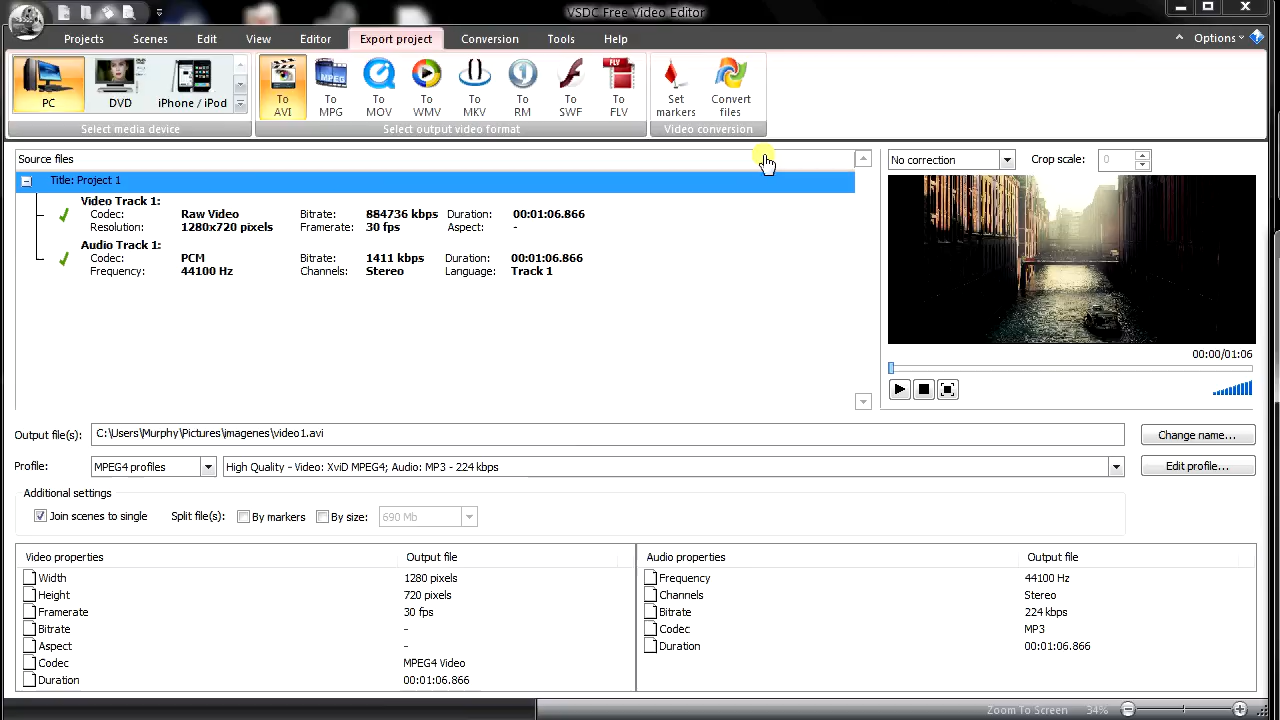 VSDC Free Video Editor
Projects Scenes Edit View Editor Export project Conversion Tools Help Options
PC DVD iPhone / iPod To AVI To MPG To MOV To WMV To MKV To RM To SWF To FLV Set markers Convert files
MPEG FLV
Select media device Select output video format Video conversion
Source files No correction Crop scale: 0
Title: Project 1
Video Track 1:
Codec: Raw Video Bitrate: 884736 kbps Duration: 00:01:06.866
Resolution: 1280x720 pixels Framerate: 30 fps Aspect: -
Audio Track 1:
Codec: PCM Bitrate: 1411 kbps Duration: 00:01:06.866
Frequency: 44100 Hz Channels: Stereo Language: Track 1
00:00/01:06
Output file(s): C:\Users\Murphy\Pictures\imagenes\video1.avi Change name...
Profile: MPEG4 profiles High Quality - Video: XviD MPEG4; Audio: MP3 - 224 kbps Edit profile...
Additional settings
Join scenes to single Split file(s): By markers By size: 690 Mb
Video properties Output file Audio properties Output file
Width 1280 pixels Frequency 44100 Hz
Height 720 pixels Channels Stereo
Framerate 30 fps Bitrate 224 kbps
Bitrate - Codec MP3
Aspect - Duration 00:01:06.866
Codec MPEG4 Video
Duration 00:01:06.866
Zoom To Screen 34%